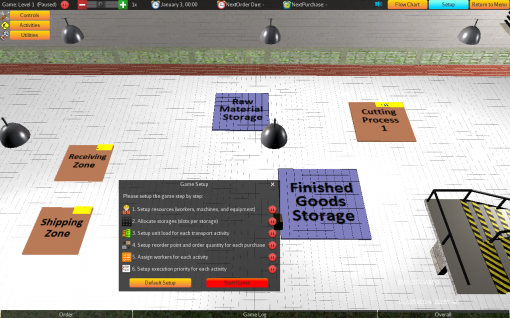 Game Level 1 (Paused)
1x
January 3, 00:00
NextOrder Due: -
NextPurchase: -
Flow Chart
Setup
Return to Menu
Controls
Activities
Utilities
Raw
Material
Storage
Cutting
Process
1
Receiving
Zone
Shipping
Zone
Finished
Goods
Storage
Game Setup
Please setup the game step by step:
1. Setup resources (workers, machines, and equipment)
2. Allocate storages (slots per storage)
3. Setup unit load for each transport activity
4. Setup reorder point and order quantity for each purchase
5. Assign workers for each activity
6. Setup execution priority for each activity
Default Setup
Order
Game Log
Overall